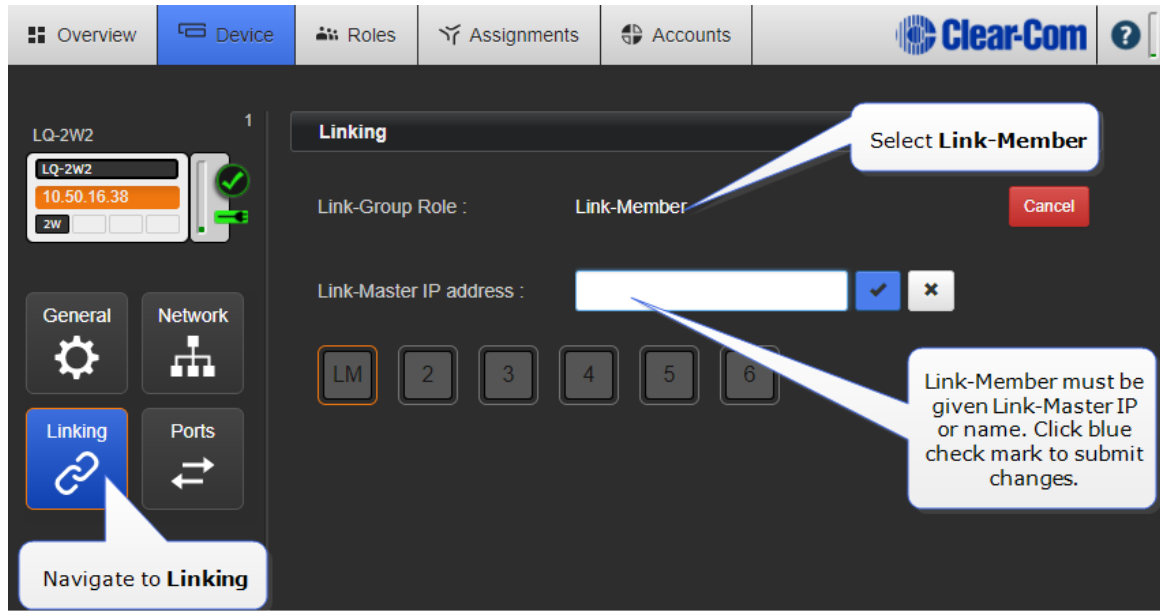 Overview
Device
Roles
Assignments
Accounts
Clear-Com
?
LQ-2W2
1
LQ-2W2
10.50.16.38
2W
General
Network
Linking
Ports
Navigate to Linking
Linking
Select Link-Member
Link-Group Role :
Link-Member
Cancel
Link-Master IP address :
LM
2
3
4
5
6
Link-Member must be
given Link-Master IP
or name. Click blue
check mark to submit
changes.